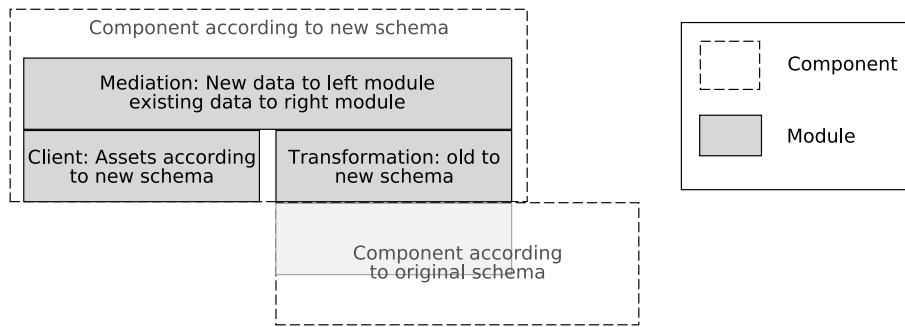 Component according to new schema
Mediation: New data to left module
existing data to right module
Client: Assets according
to new schema
Transformation: old to
new schema
Component according
to original schema
Component
Module